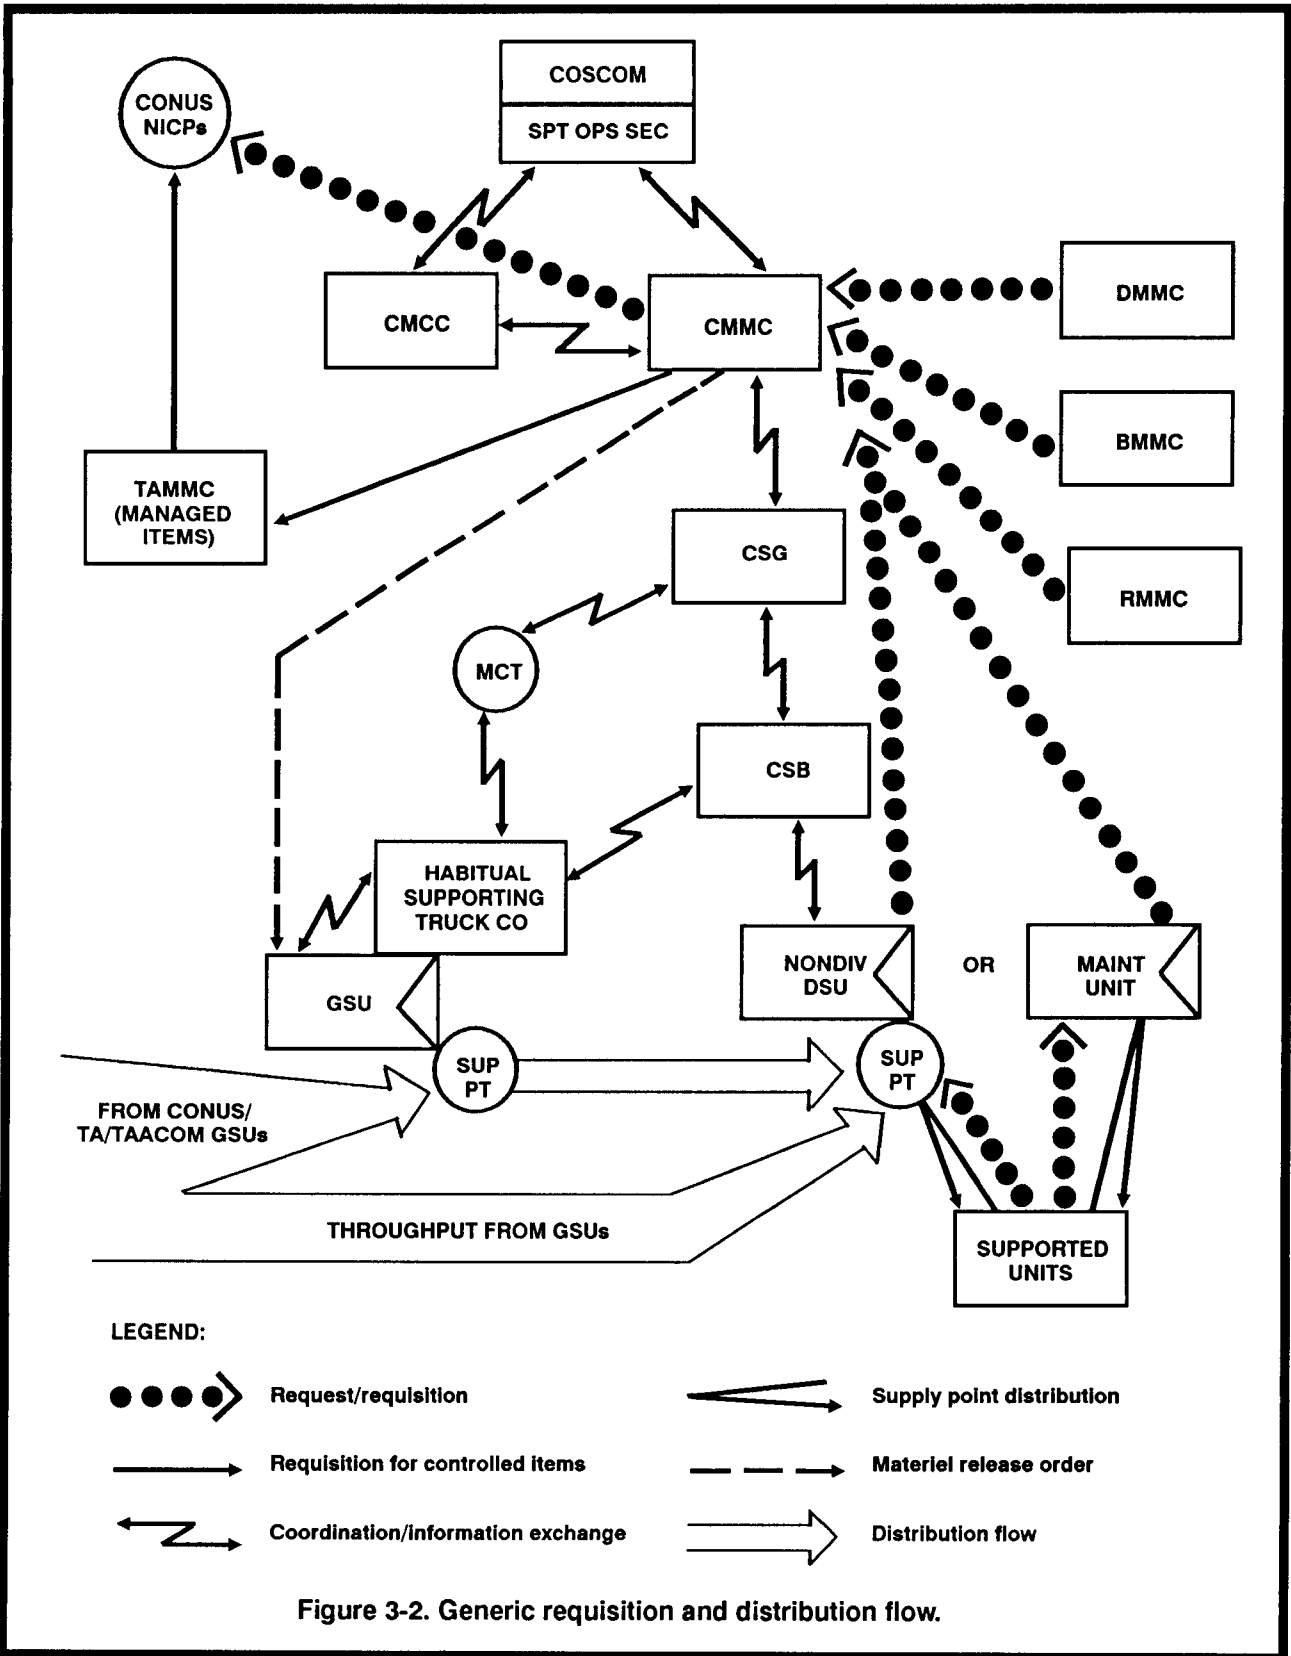 COSCOM
SPT OPS SEC
CONUS
NICPs
CMCC
CMMC
DMMC
BMMC
RMMC
TAMMC
(MANAGED
ITEMS)
CSG
MCT
CSB
HABITUAL
SUPPORTING
TRUCK CO
GSU
NONDIV
DSU
OR
MAINT
UNIT
SUP
PT
SUP
PT
FROM CONUS/
TA/TAACOM GSUs
THROUGHPUT FROM GSUs
SUPPORTED
UNITS
LEGEND:
Request/requisition
Supply point distribution
Requisition for controlled items
Materiel release order
Coordination/information exchange
Distribution flow
Figure 3-2. Generic requisition and distribution flow.